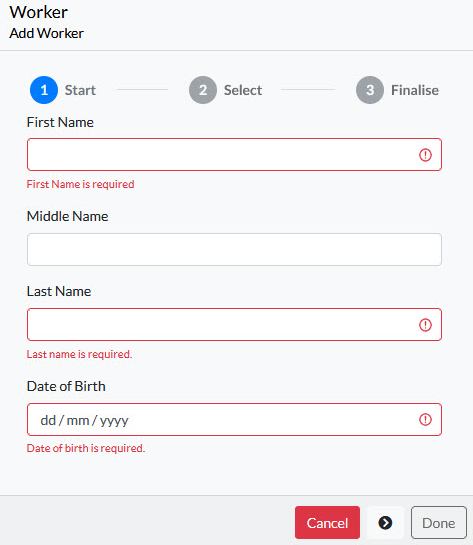 Worker
Add Worker
1 Start 2 Select 3 Finalise
First Name
First Name is required
Middle Name
Last Name
Last name is required.
Date of Birth
dd / mm / yyyy
Date of birth is required.
Cancel Done